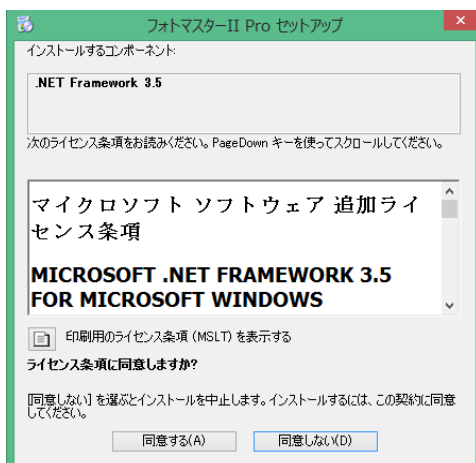 フォトマスターII Pro セットアップ
インストールするコンポーネント:
.NET Framework 3.5
次のライセンス条項をお読みください。PageDown キーを使ってスクロールしてください。
マイクロソフト ソフトウェア 追加ライ
センス条項
MICROSOFT .NET FRAMEWORK 3.5
FOR MICROSOFT WINDOWS
印刷用のライセンス条項 (MSLT) を表示する
ライセンス条項に同意しますか?
[同意しない] を選ぶとインストールを中止します。インストールするには、この契約に同意
してください。
同意する(A)
同意しない(D)